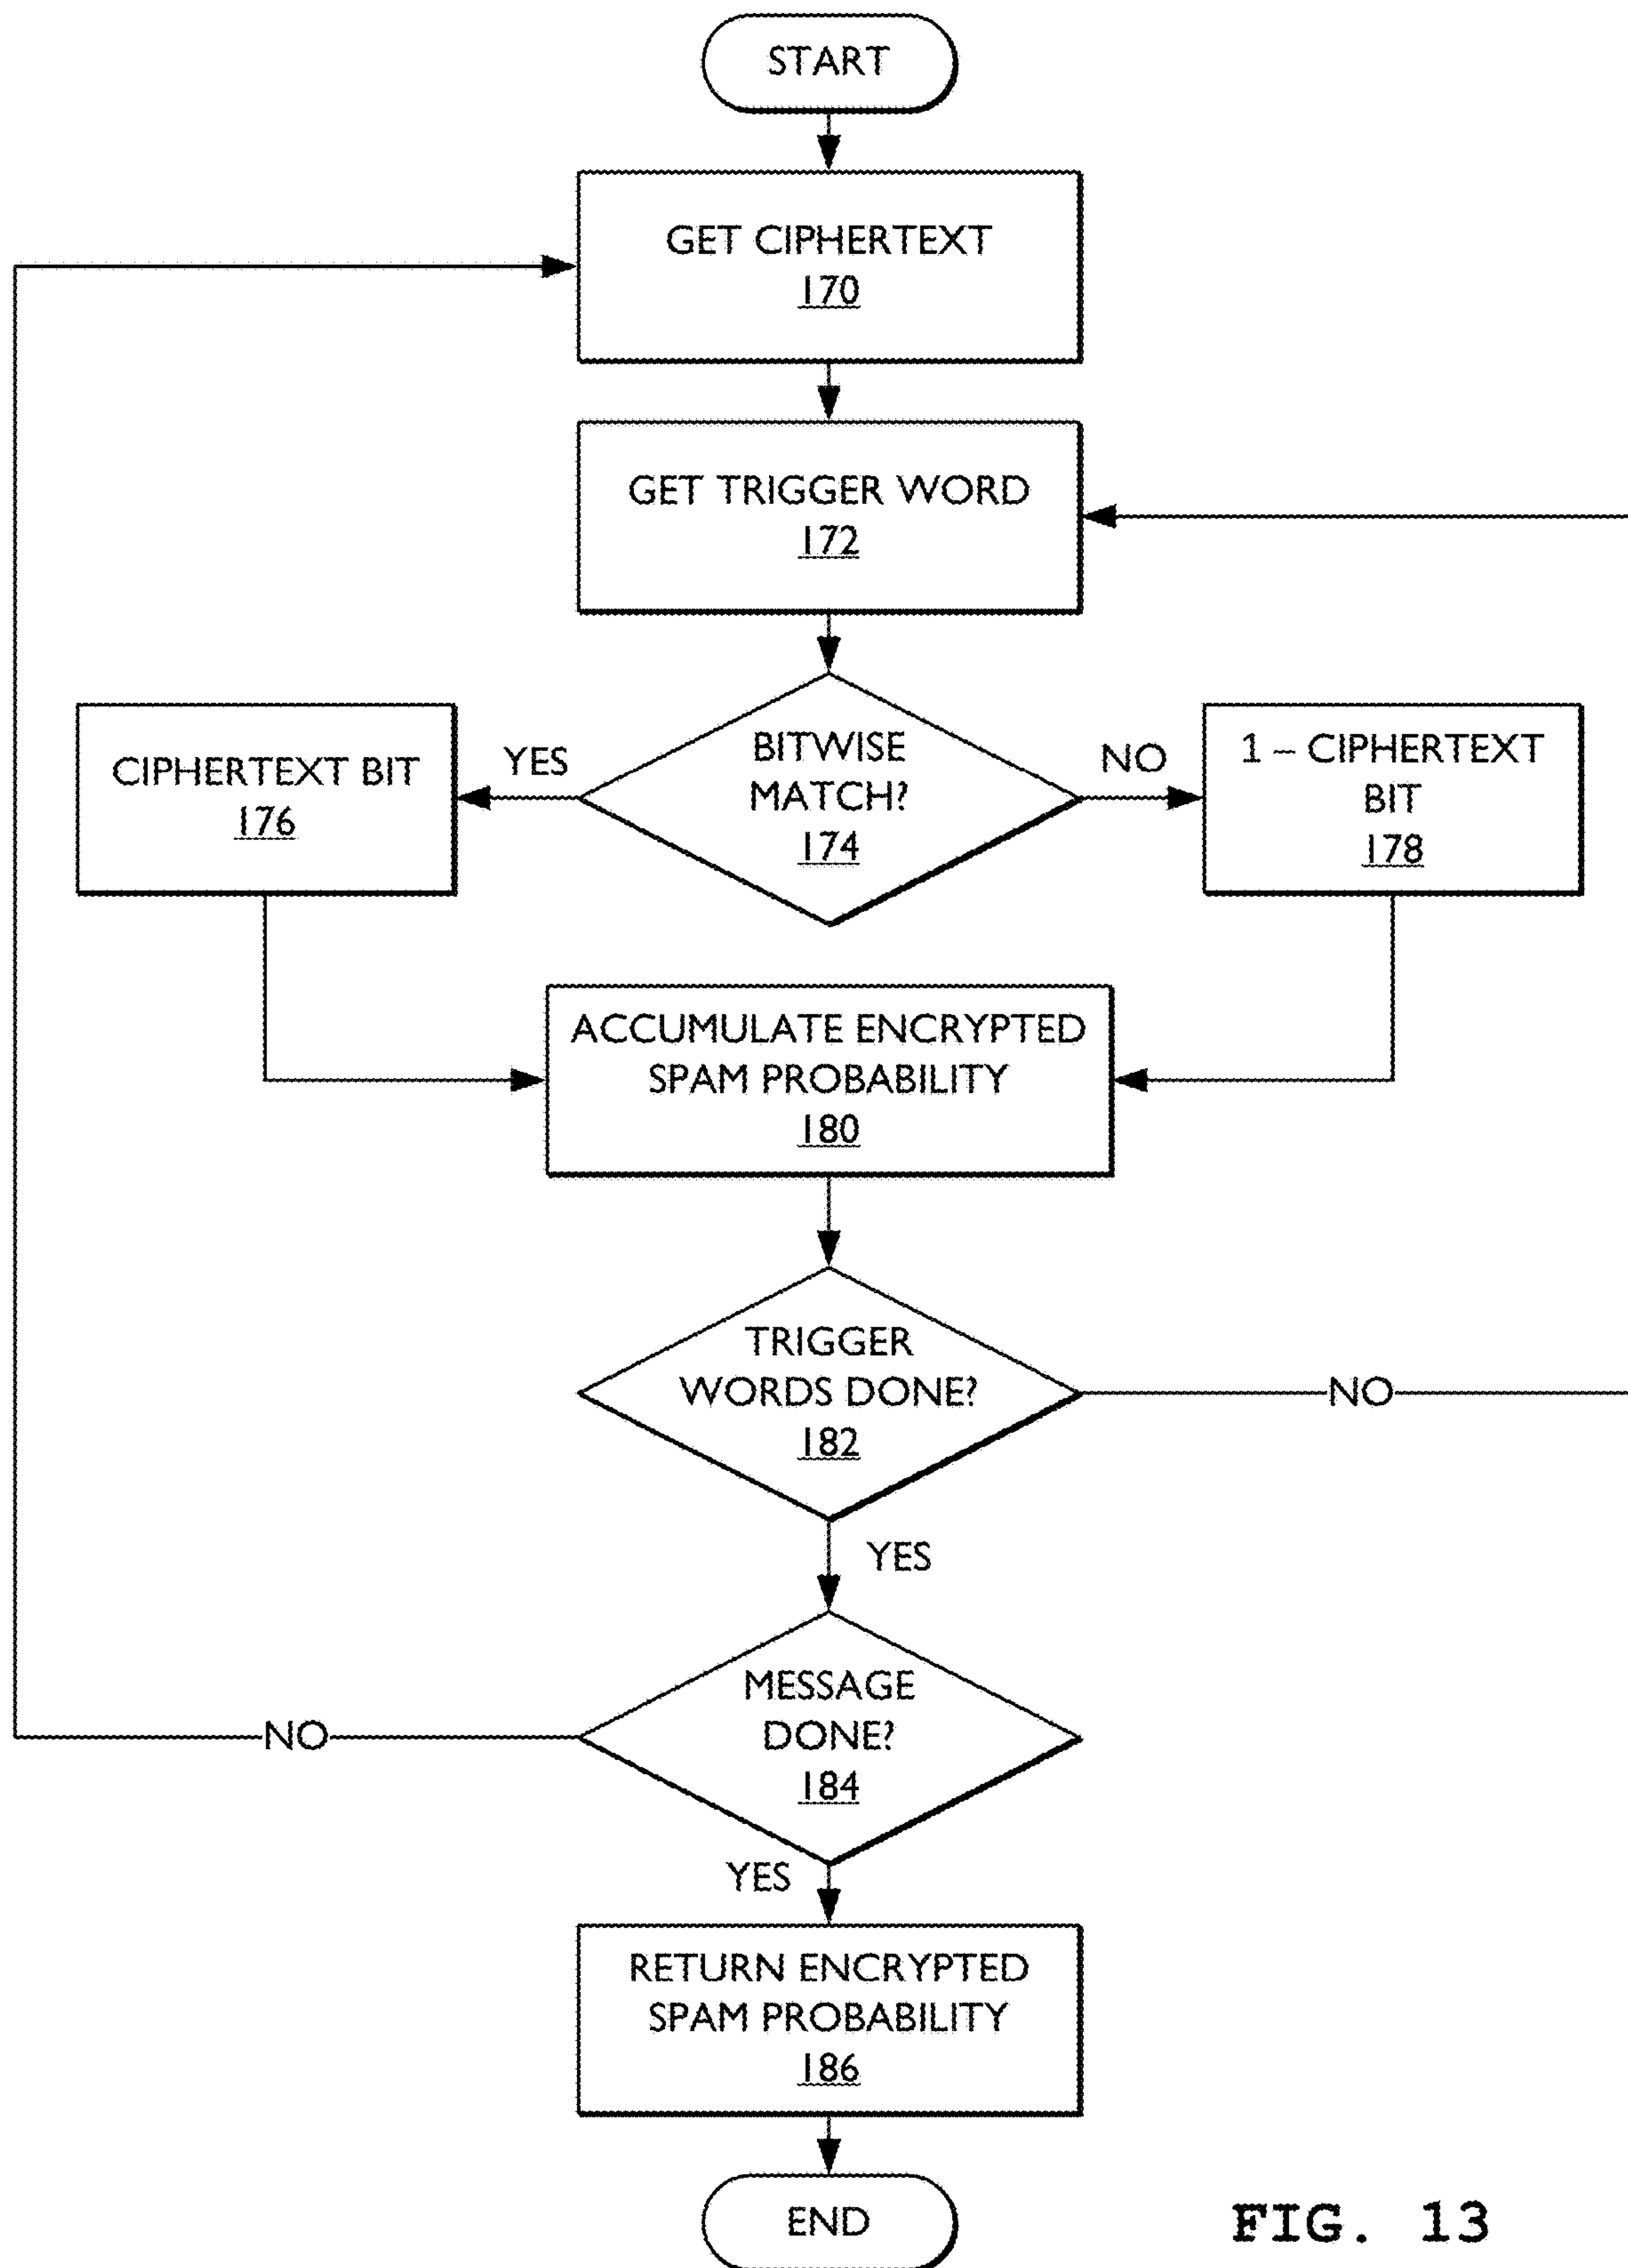 START
GET CIPHERTEXT
170
GET TRIGGER WORD
172
BITWISE
MATCH?
174
YES
NO
CIPHERTEXT BIT
176
1 – CIPHERTEXT
BIT
178
ACCUMULATE ENCRYPTED
SPAM PROBABILITY
180
TRIGGER
WORDS DONE?
182
NO
YES
MESSAGE
DONE?
184
NO
YES
RETURN ENCRYPTED
SPAM PROBABILITY
186
END
FIG. 13